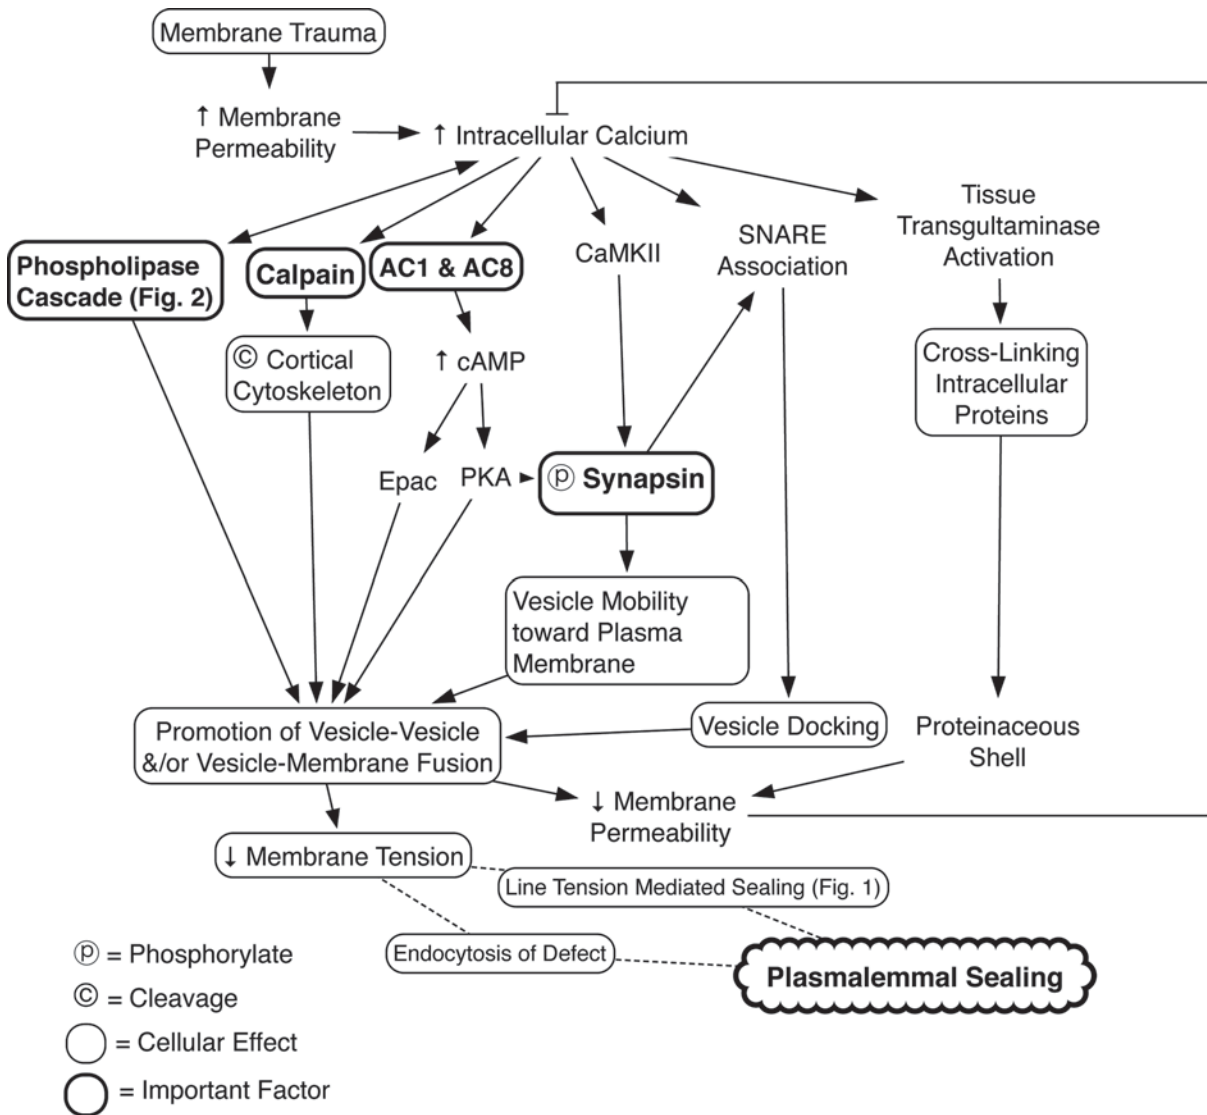 Membrane Trauma
↑ Membrane
Permeability
↑ Intracellular Calcium
Phospholipase
Cascade (Fig. 2)
Calpain
AC1 & AC8
CaMKII
SNARE
Association
Tissue
Transgultaminase
Activation
© Cortical
Cytoskeleton
↑ cAMP
Cross-Linking
Intracellular
Proteins
Epac
PKA
ⓟ Synapsin
Vesicle Mobility
toward Plasma
Membrane
Promotion of Vesicle-Vesicle
&/or Vesicle-Membrane Fusion
Vesicle Docking
Proteinaceous
Shell
↓ Membrane
Permeability
↓ Membrane Tension
Line Tension Mediated Sealing (Fig. 1)
Endocytosis of Defect
Plasmalemmal Sealing
ⓟ = Phosphorylate
© = Cleavage
= Cellular Effect
= Important Factor